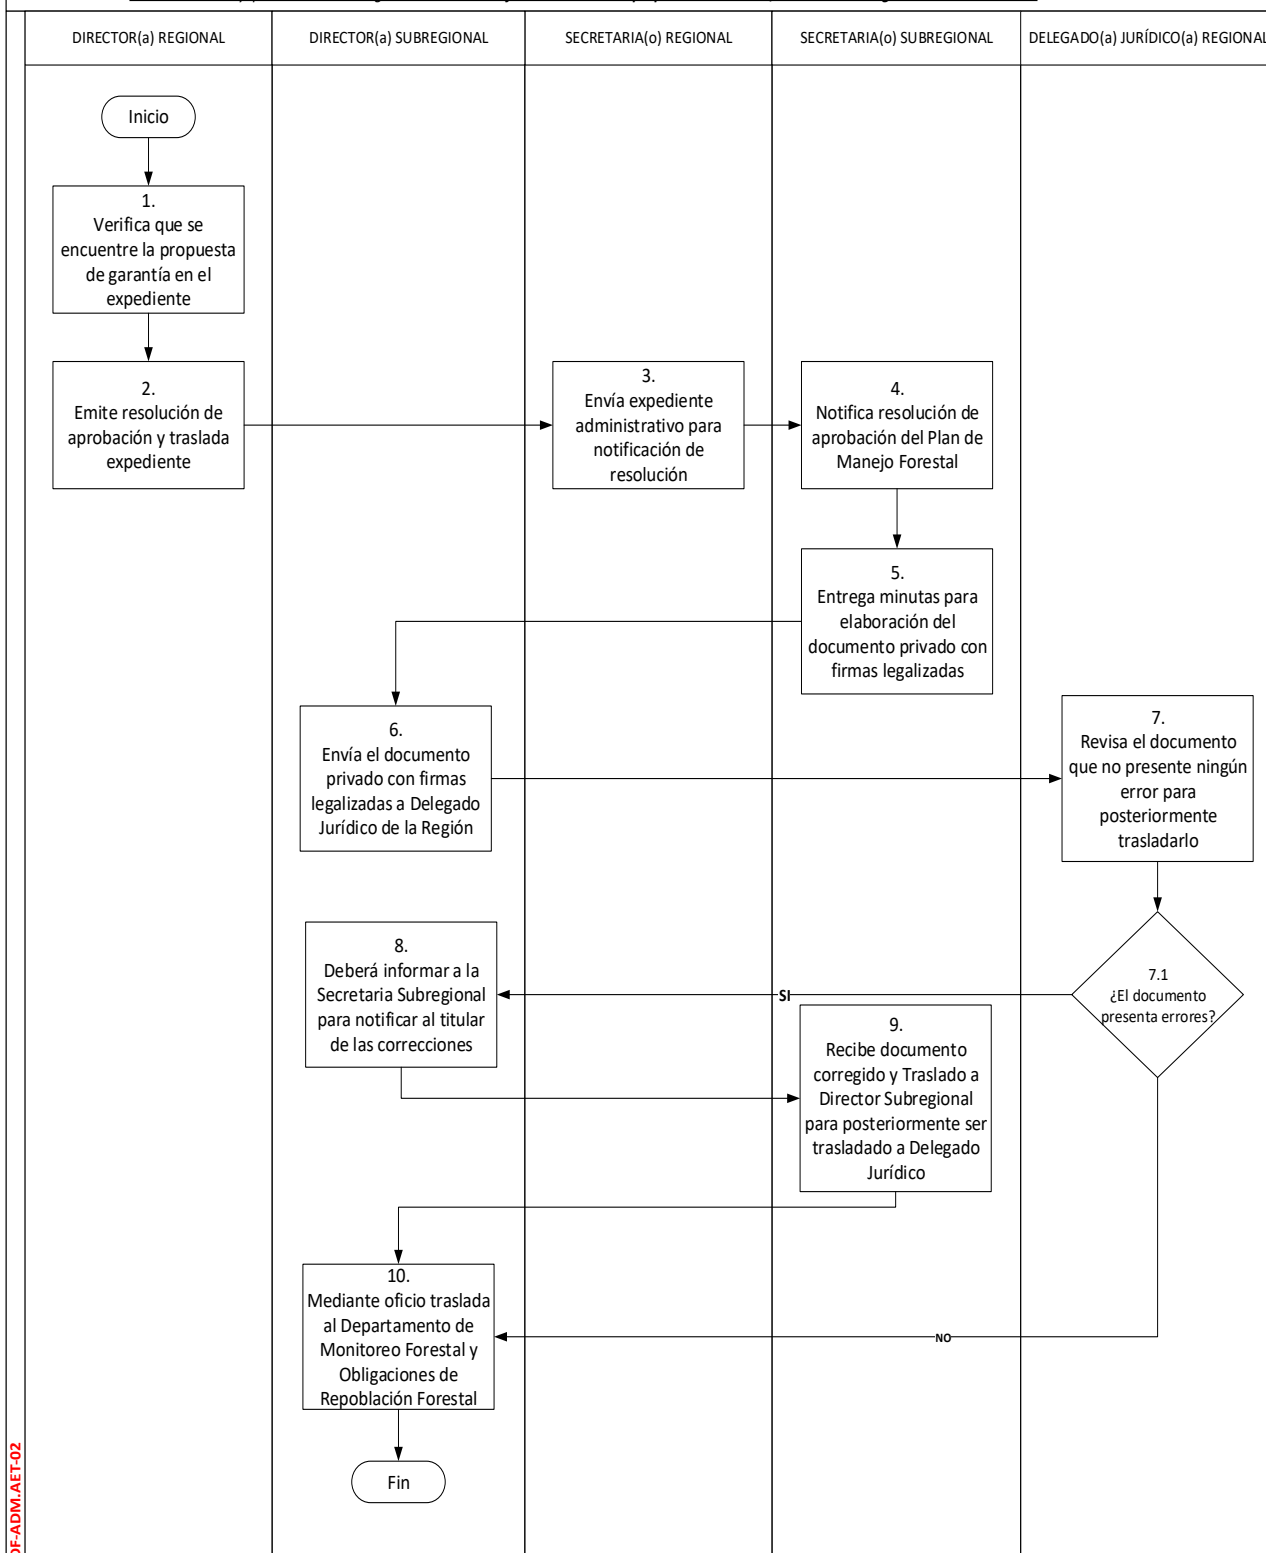 DIRECTOR(a) REGIONAL
DIRECTOR(a) SUBREGIONAL
SECRETARIA(o) REGIONAL
SECRETARIA(o) SUBREGIONAL
DELEGADO(a) JURÍDICO(a) REGIONAL
Inicio
1.
Verifica que se
encuentre la propuesta
de garantía en el
expediente
2.
Emite resolución de
aprobación y traslada
expediente
3.
Envía expediente
administrativo para
notificación de
resolución
4.
Notifica resolución de
aprobación del Plan de
Manejo Forestal
5.
Entrega minutas para
elaboración del
documento privado con
firmas legalizadas
6.
Envía el documento
privado con firmas
legalizadas a Delegado
Jurídico de la Región
7.
Revisa el documento
que no presente ningún
error para
posteriormente
trasladarlo
7.1
¿El documento
presenta errores?
SI
8.
Deberá informar a la
Secretaria Subregional
para notificar al titular
de las correcciones
9.
Recibe documento
corregido y Traslado a
Director Subregional
para posteriormente ser
trasladado a Delegado
Jurídico
10.
Mediante oficio traslada
al Departamento de
Monitoreo Forestal y
Obligaciones de
Repoblación Forestal
NO
Fin
DF-ADM.AET-02